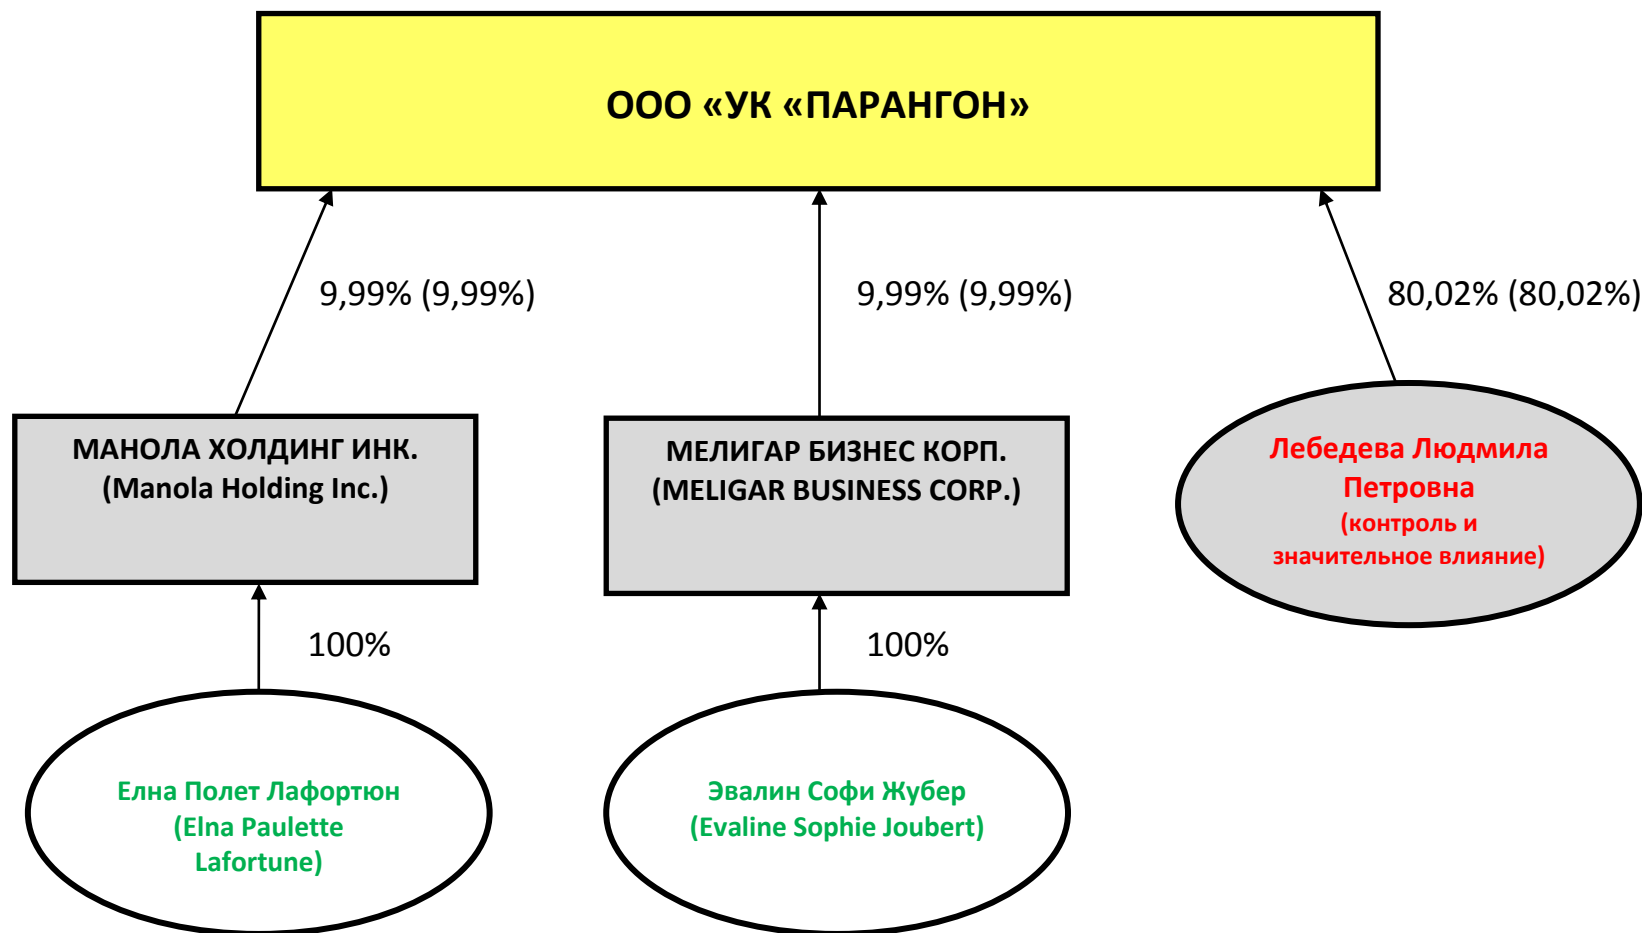 ООО «УК «ПАРАНГОН»
9,99% (9,99%)
9,99% (9,99%)
80,02% (80,02%)
МАНОЛА ХОЛДИНГ ИНК.
(Manola Holding Inc.)
МЕЛИГАР БИЗНЕС КОРП.
(MELIGAR BUSINESS CORP.)
Лебедева Людмила
Петровна
(контроль и
значительное влияние)
100%
100%
Елна Полет Лафортюн
(Elna Paulette
Lafortune)
Эвалин Софи Жубер
(Evaline Sophie Joubert)